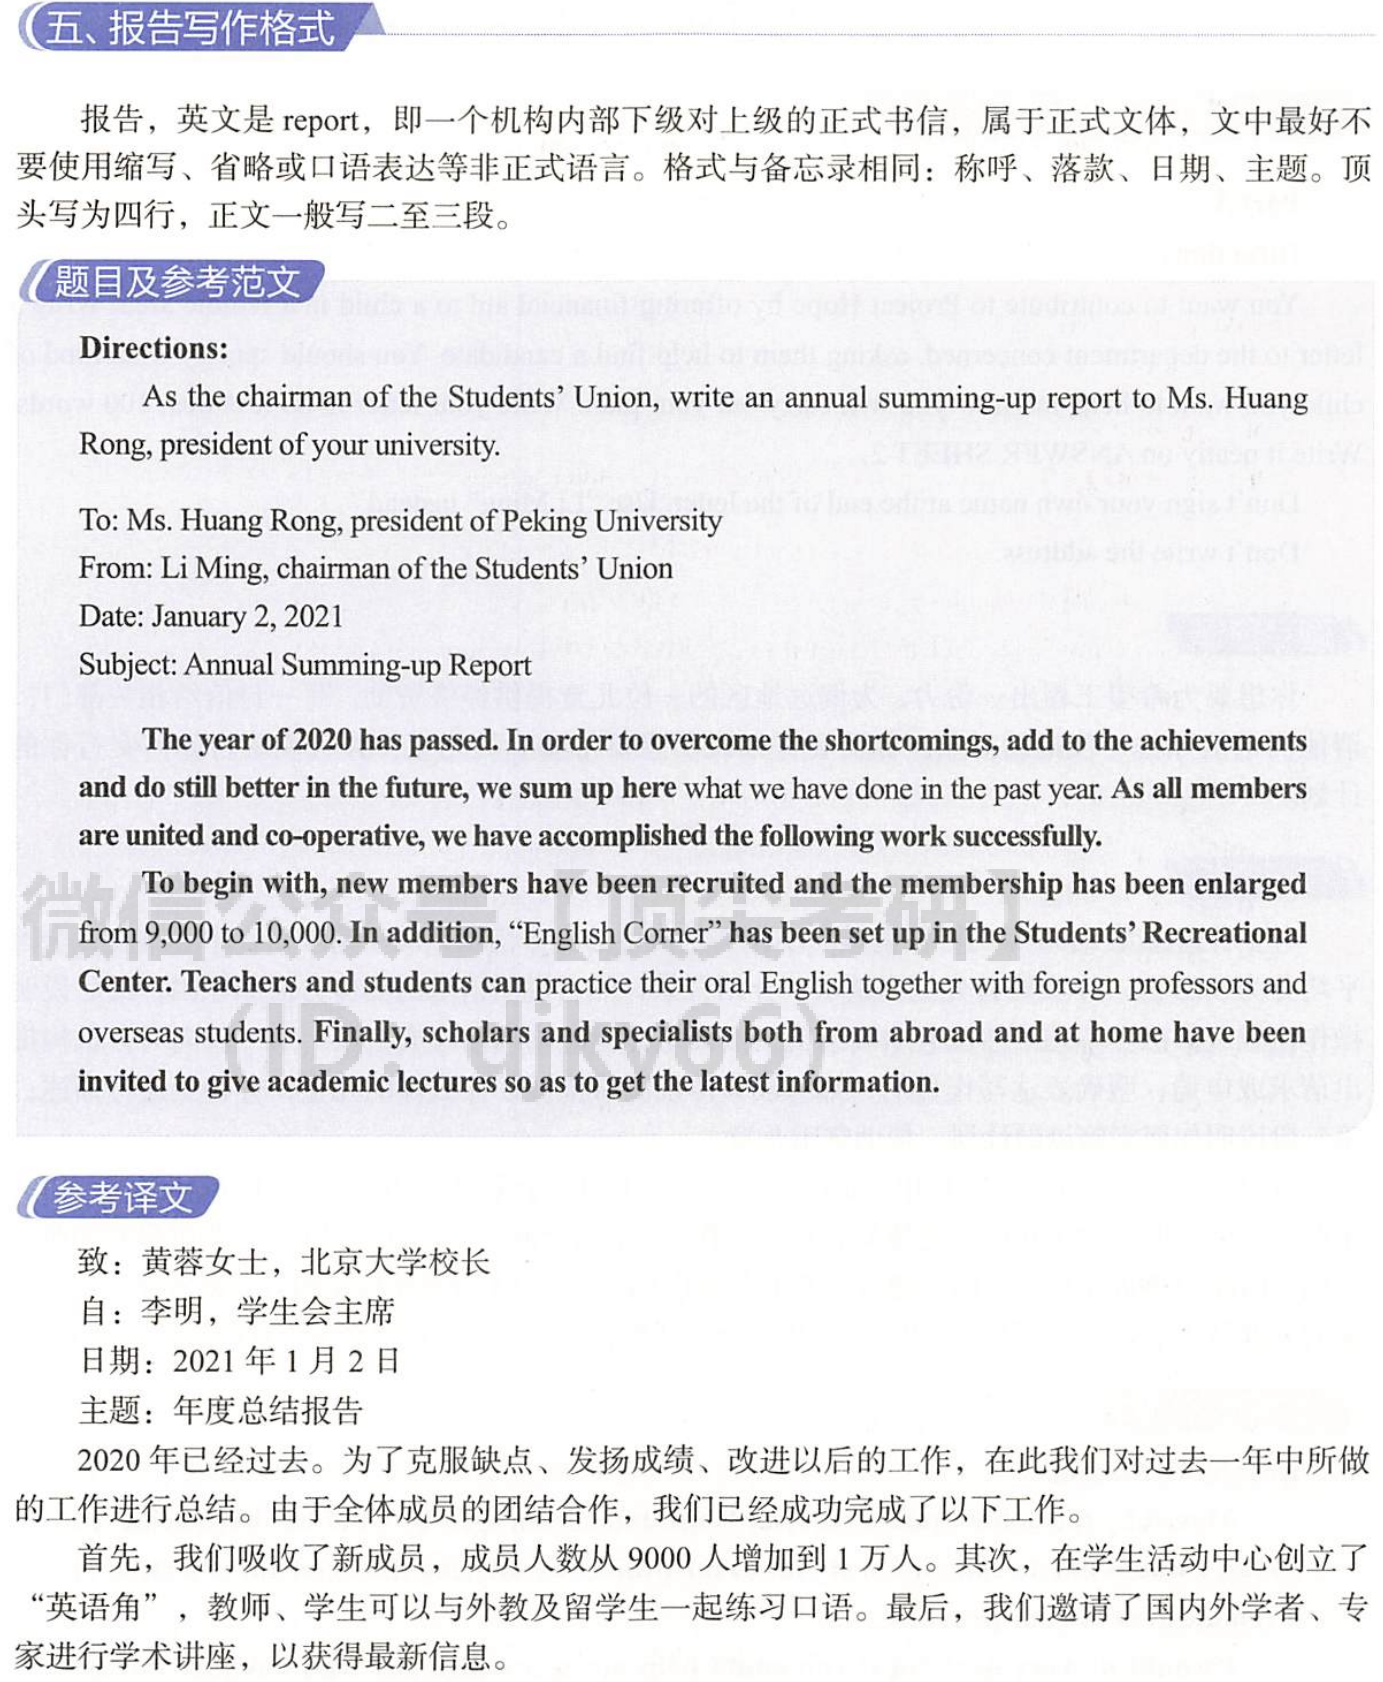 五、报告写作格式
报告，英文是 report，即一个机构内部下级对上级的正式书信，属于正式文体，文中最好不
要使用缩写、省略或口语表达等非正式语言。格式与备忘录相同：称呼、落款、日期、主题。顶
头写为四行，正文一般写二至三段。
题目及参考范文
Directions:
As the chairman of the Students’ Union, write an annual summing-up report to Ms. Huang
Rong, president of your university.
To: Ms. Huang Rong, president of Peking University
From: Li Ming, chairman of the Students’ Union
Date: January 2, 2021
Subject: Annual Summing-up Report
The year of 2020 has passed. In order to overcome the shortcomings, add to the achievements
and do still better in the future, we sum up here what we have done in the past year. As all members
are united and co-operative, we have accomplished the following work successfully.
To begin with, new members have been recruited and the membership has been enlarged
from 9,000 to 10,000. In addition, “English Corner” has been set up in the Students’ Recreational
Center. Teachers and students can practice their oral English together with foreign professors and
overseas students. Finally, scholars and specialists both from abroad and at home have been
invited to give academic lectures so as to get the latest information.
微信公众号【顶尖考研】
(ID: djky66)
参考译文
致：黄蓉女士，北京大学校长
自：李明，学生会主席
日期：2021 年 1 月 2 日
主题：年度总结报告
2020 年已经过去。为了克服缺点、发扬成绩、改进以后的工作，在此我们对过去一年中所做
的工作进行总结。由于全体成员的团结合作，我们已经成功完成了以下工作。
首先，我们吸收了新成员，成员人数从 9000 人增加到 1 万人。其次，在学生活动中心创立了
“英语角”，教师、学生可以与外教及留学生一起练习口语。最后，我们邀请了国内外学者、专
家进行学术讲座，以获得最新信息。